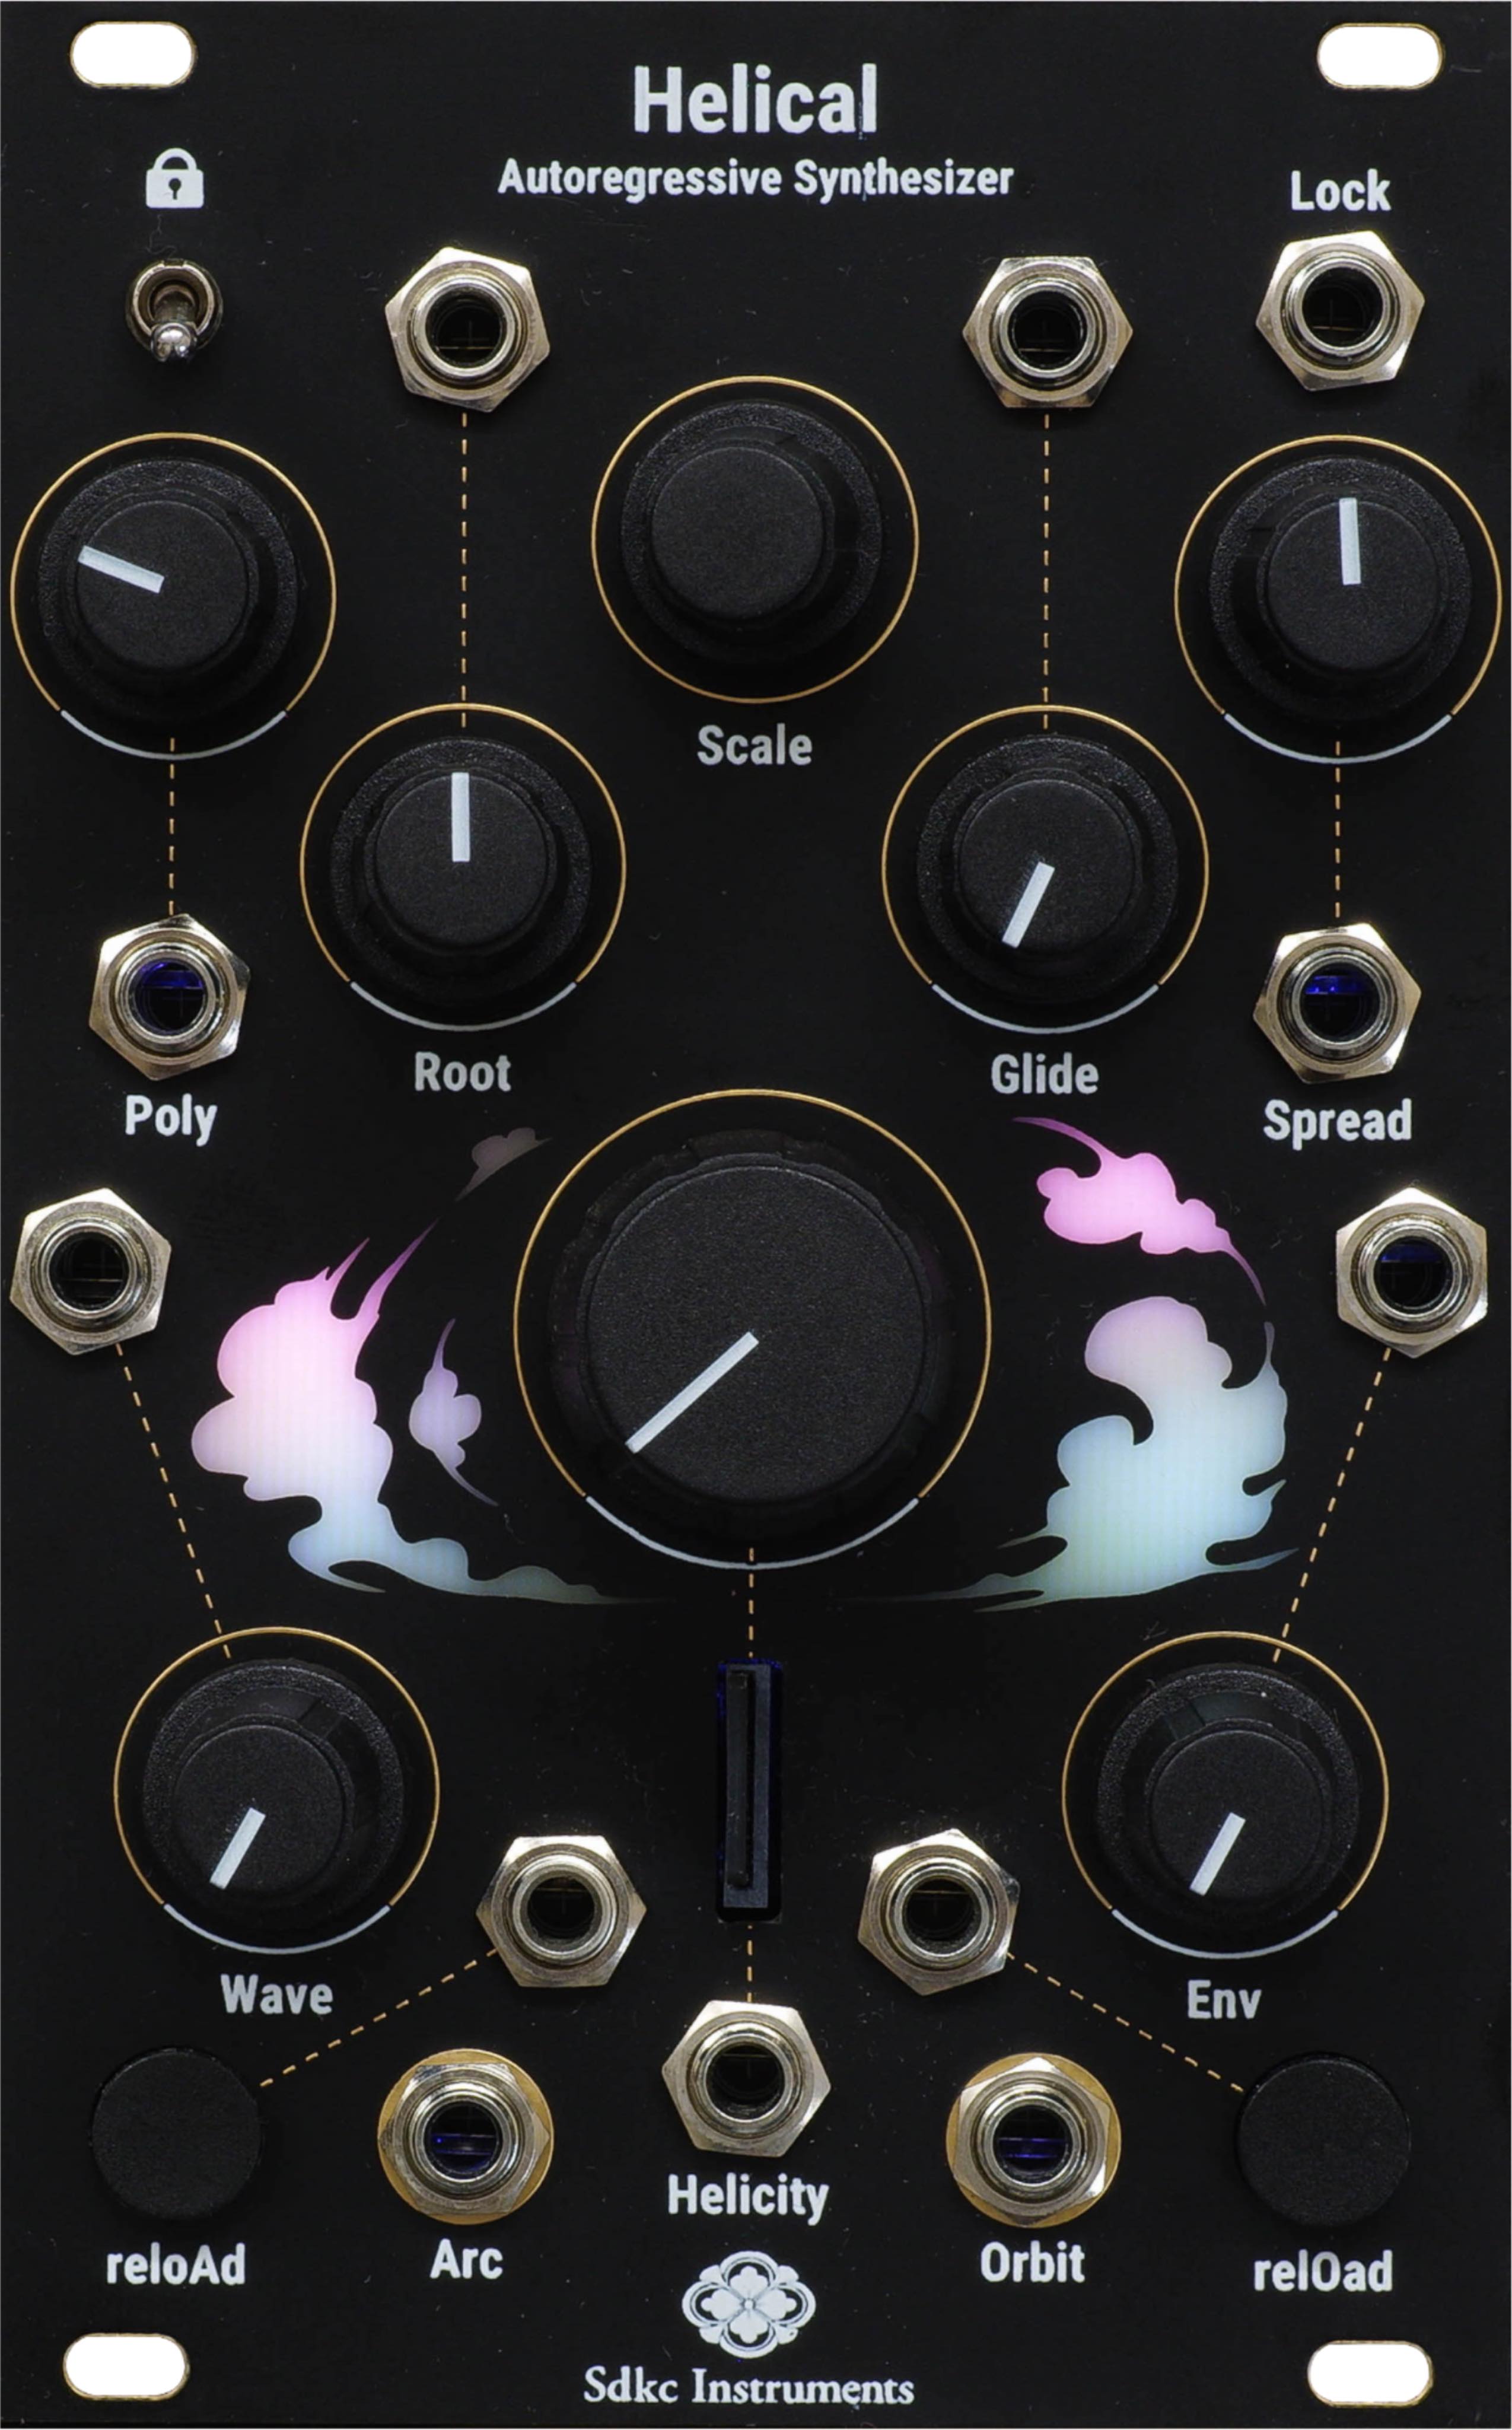 Helical
Autoregressive Synthesizer
Lock
Scale
Root
Glide
Poly
Spread
Wave
Env
Helicity
reloAd
Arc
Orbit
relOad
Sdkc Instruments